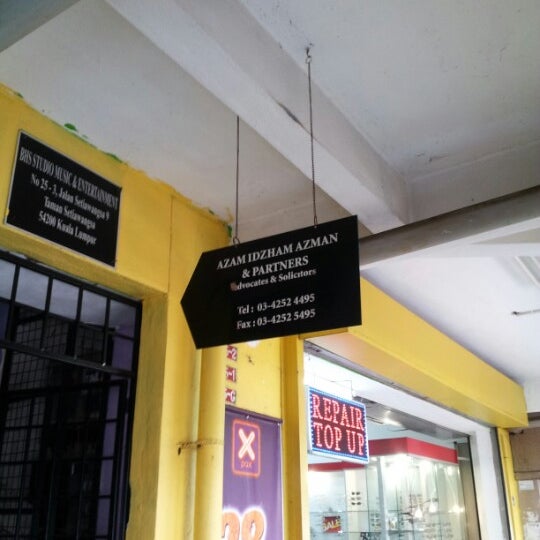 BHS STUDIO MUSIC & ENTERTAINMENT
No 25 - 3, Jalan Setiawangsa 9
Taman Setiawangsa
54200 Kuala Lumpur
AZAM IDZHAM AZMAN
& PARTNERS
Advocates & Solicitors
Tel : 03-4252 4495
Fax : 03-4252 5495
REPAIR
TOP UP
X
pax
SALE